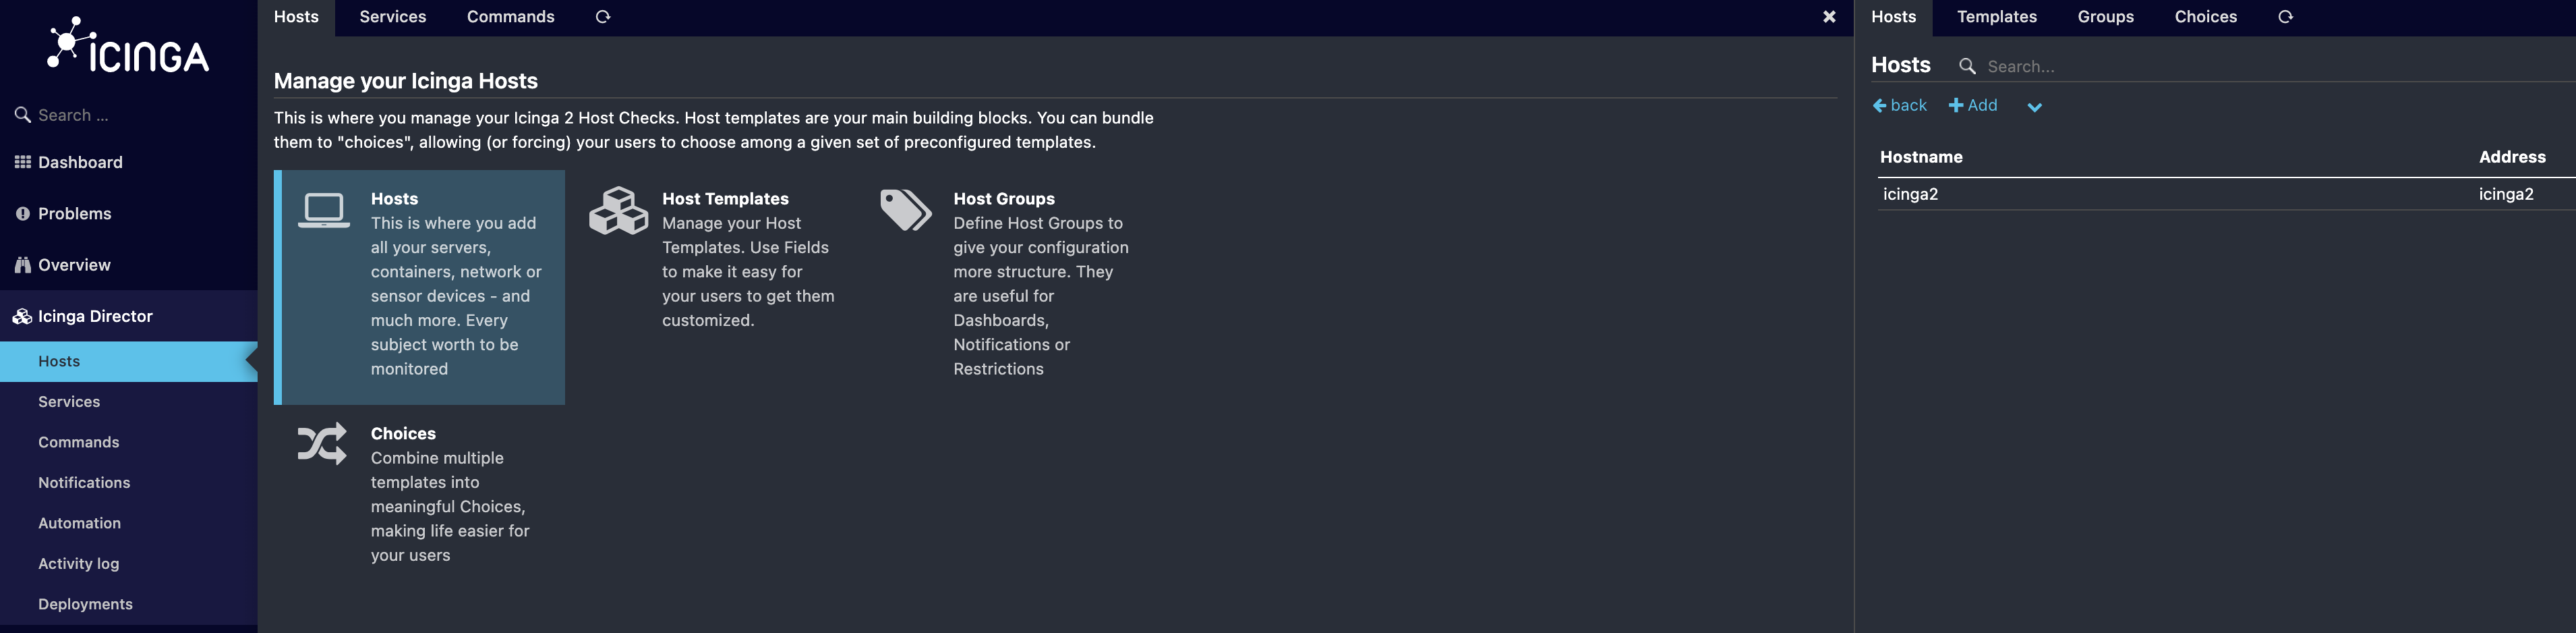 ICINGA
Search ...
Dashboard
Problems
Overview
Icinga Director
Hosts
Services
Commands
Notifications
Automation
Activity log
Deployments
Hosts Services Commands
Manage your Icinga Hosts
This is where you manage your Icinga 2 Host Checks. Host templates are your main building blocks. You can bundle
them to "choices", allowing (or forcing) your users to choose among a given set of preconfigured templates.
Hosts
This is where you add
all your servers,
containers, network or
sensor devices - and
much more. Every
subject worth to be
monitored
Host Templates
Manage your Host
Templates. Use Fields
to make it easy for
your users to get them
customized.
Host Groups
Define Host Groups to
give your configuration
more structure. They
are useful for
Dashboards,
Notifications or
Restrictions
Choices
Combine multiple
templates into
meaningful Choices,
making life easier for
your users
Hosts Templates Groups Choices
Hosts Search...
back Add
Hostname Address
icinga2 icinga2